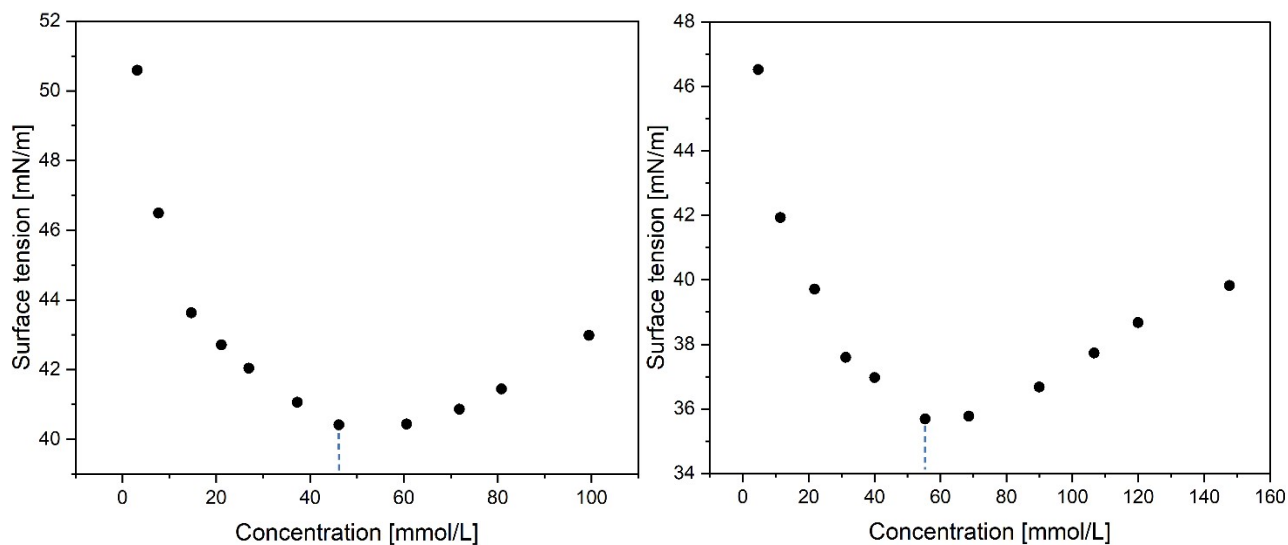 52
50
48
46
44
42
40
Surface tension [mN/m]
0 20 40 60 80 100
Concentration [mmol/L]
48
46
44
42
40
38
36
34
Surface tension [mN/m]
0 20 40 60 80 100 120 140 160
Concentration [mmol/L]